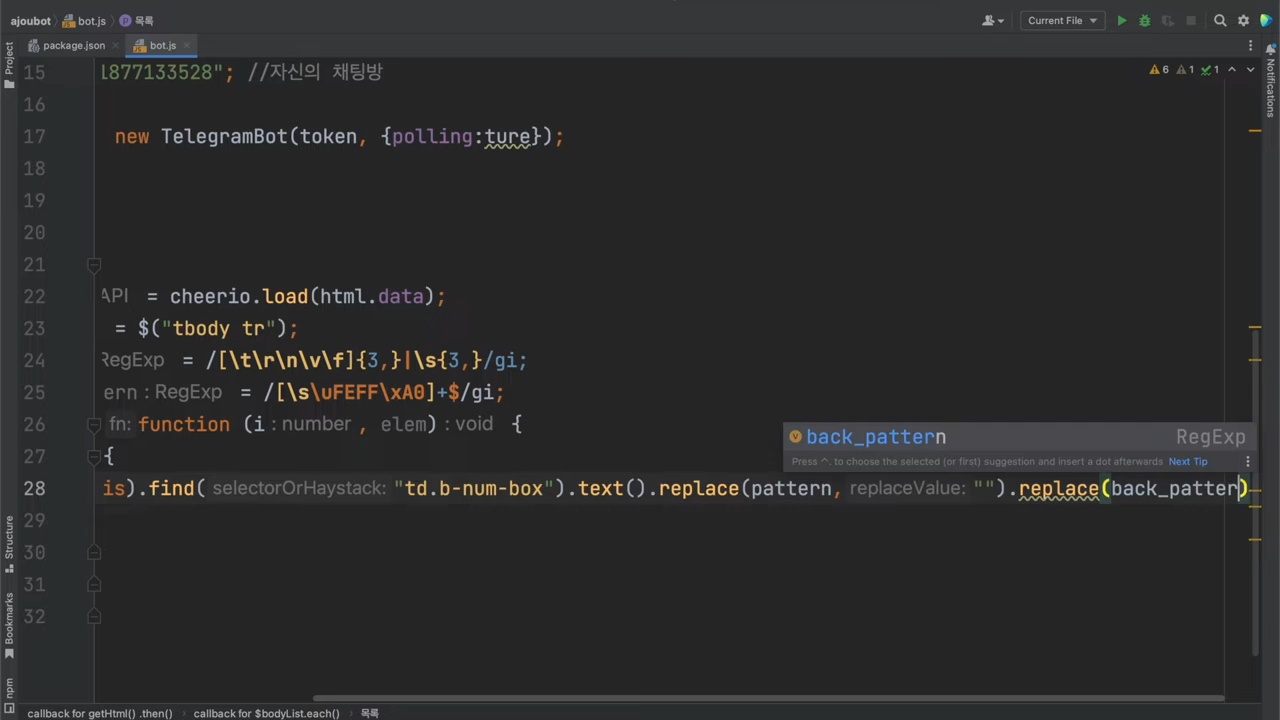 ajoubot
bot.js
목록
Current File
package.json
bot.js
Project
Notifications
15 1877133528"; //자신의 채팅방
6 1 1
16
17 new TelegramBot(token, {polling:ture});
18
19
20
21
22 API = cheerio.load(html.data);
23 = $("tbody tr");
24 RegExp = /[\t\r\n\v\f]{3,}|\s{3,}/gi;
25 ern : RegExp = /[\s\uFEFF\xA0]+$/gi;
26 fn: function (i : number , elem) : void {
back_pattern RegExp
27 {
Press ^. to choose the selected (or first) suggestion and insert a dot afterwards Next Tip
28 is).find( selectorOrHaystack: "td.b-num-box").text().replace(pattern, replaceValue: "").replace(back_patter)
29
30
31
32
Structure
Bookmarks
npm
callback for getHtml() .then()
callback for $bodyList.each()
목록